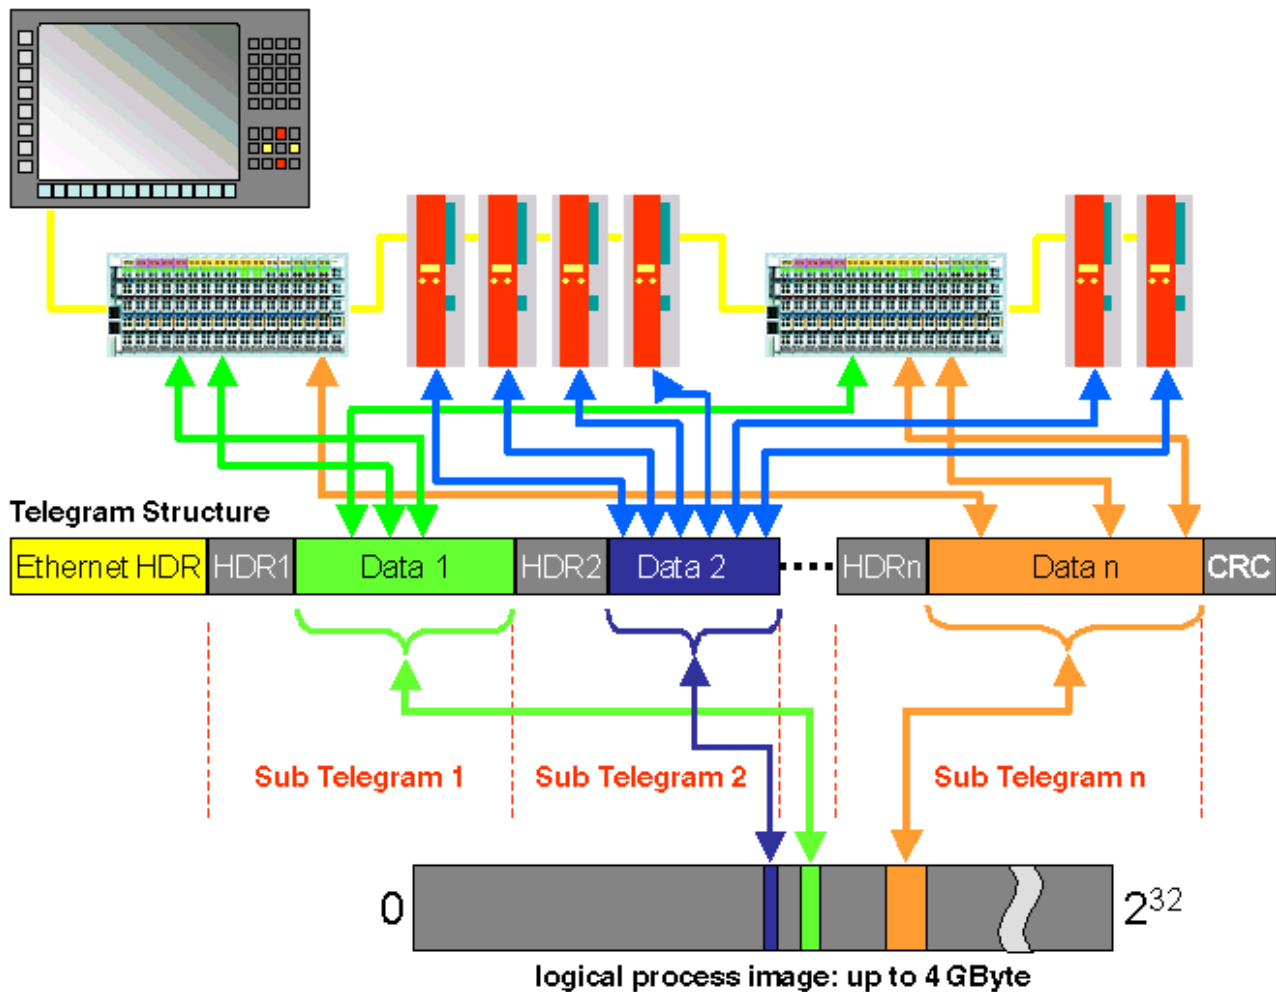 Telegram Structure
Ethernet HDR HDR1 Data 1 HDR2 Data 2 HDRn Data n CRC
Sub Telegram 1 Sub Telegram 2 Sub Telegram n
0 2³²
logical process image: up to 4 GByte